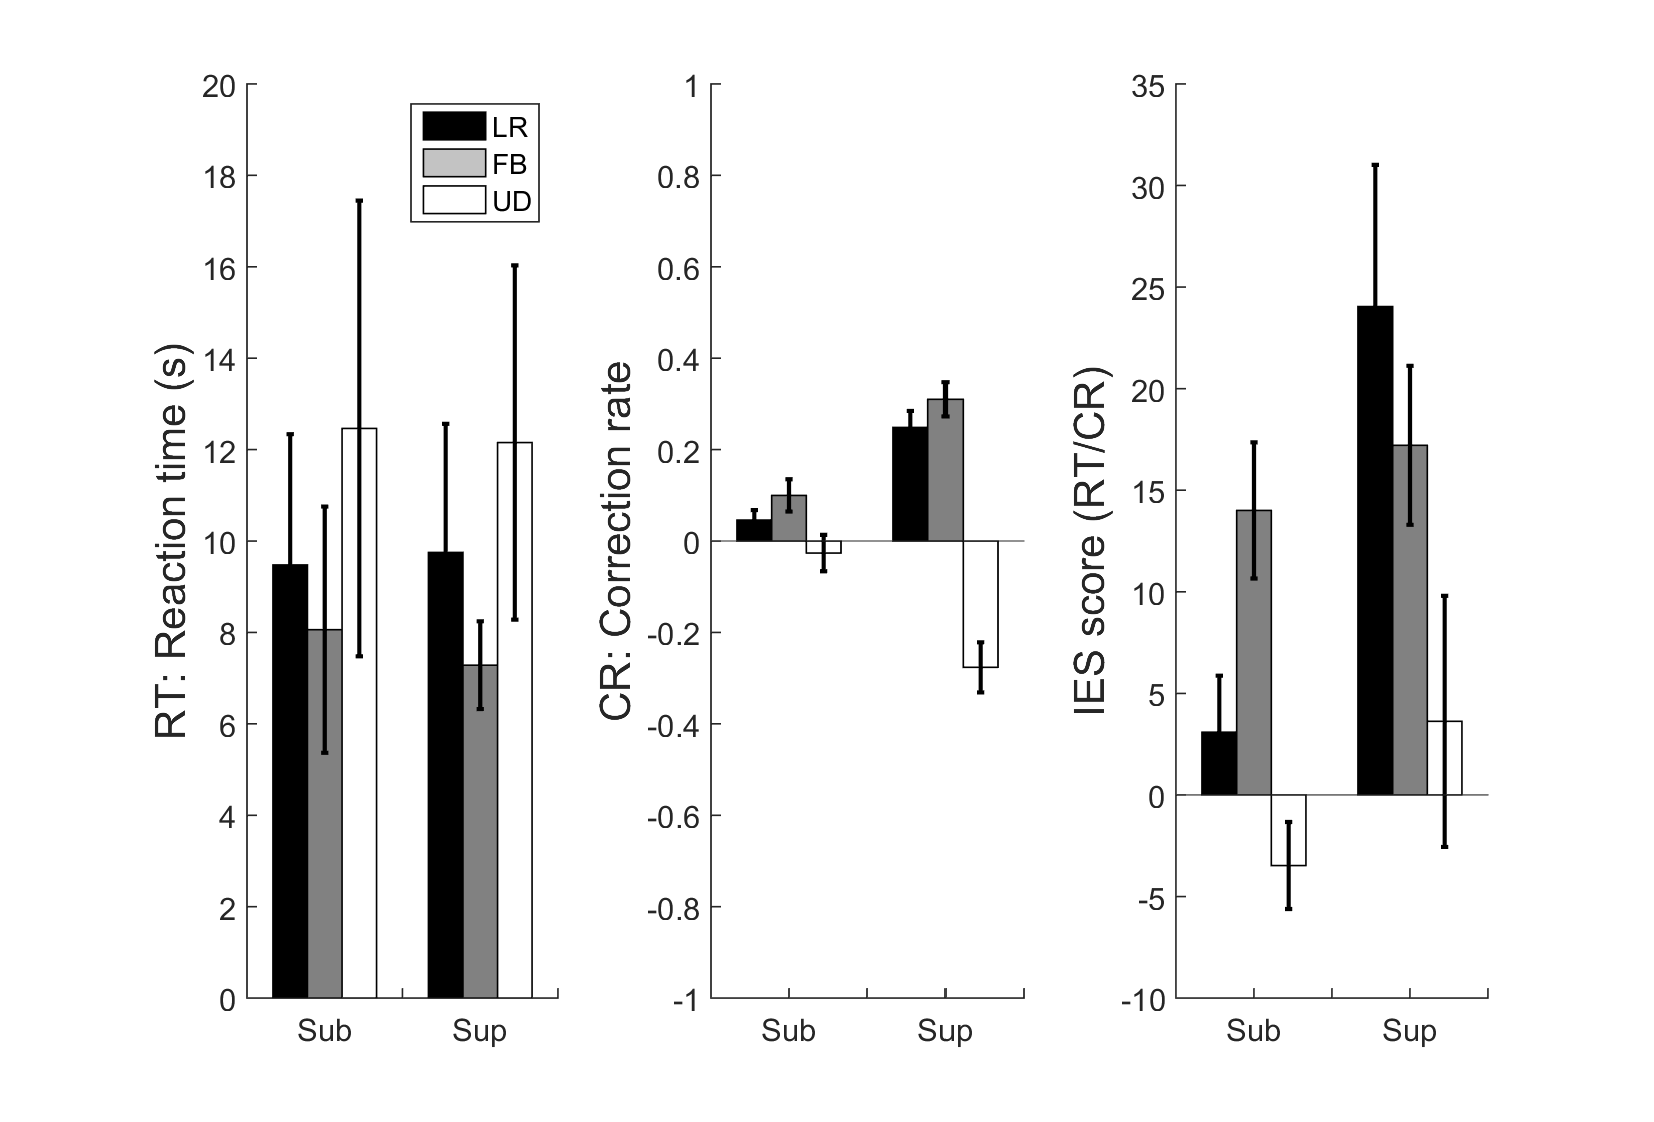 RT: Reaction time (s)
20
18
16
14
12
10
8
6
4
2
0
Sub
Sup
LR
FB
UD
CR: Correction rate
1
0.8
0.6
0.4
0.2
0
-0.2
-0.4
-0.6
-0.8
-1
Sub
Sup
IES score (RT/CR)
35
30
25
20
15
10
5
0
-5
-10
Sub
Sup